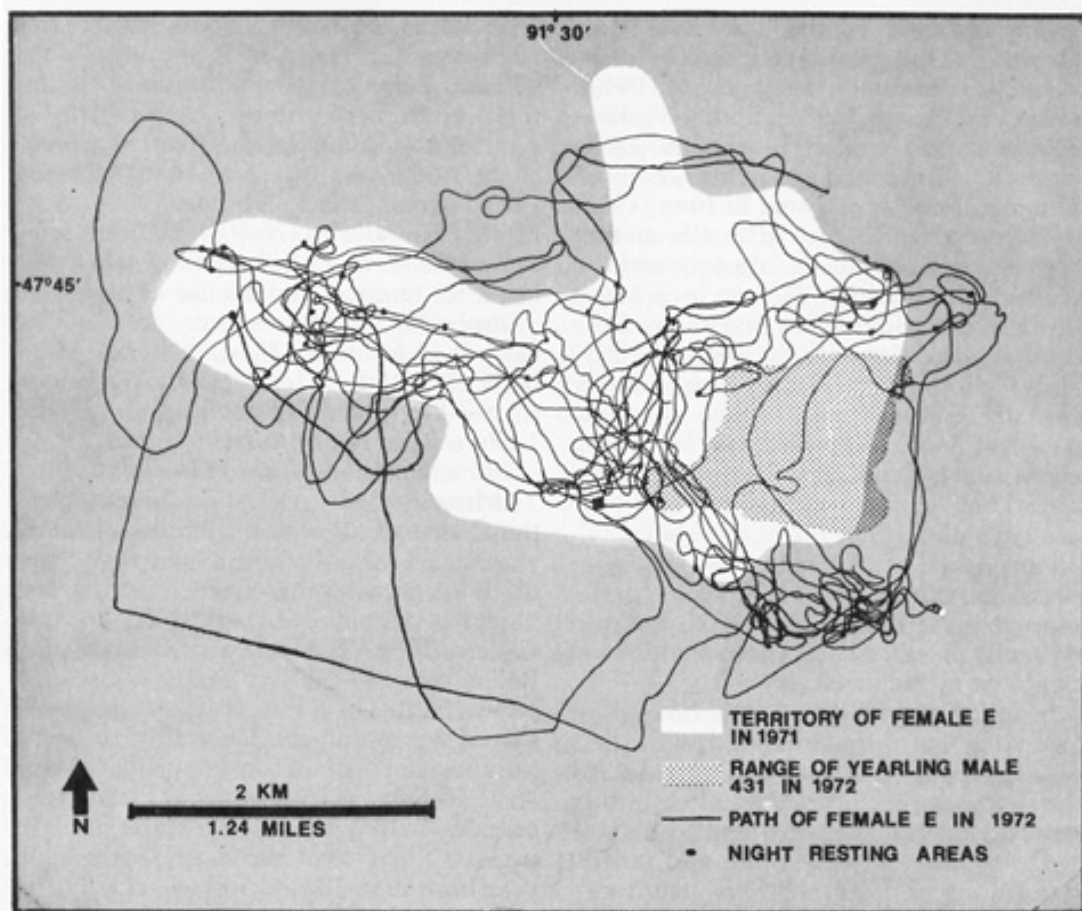 91° 30′
47°45′
TERRITORY OF FEMALE E
IN 1971
RANGE OF YEARLING MALE
431 IN 1972
PATH OF FEMALE E IN 1972
NIGHT RESTING AREAS
2 KM
1.24 MILES
N